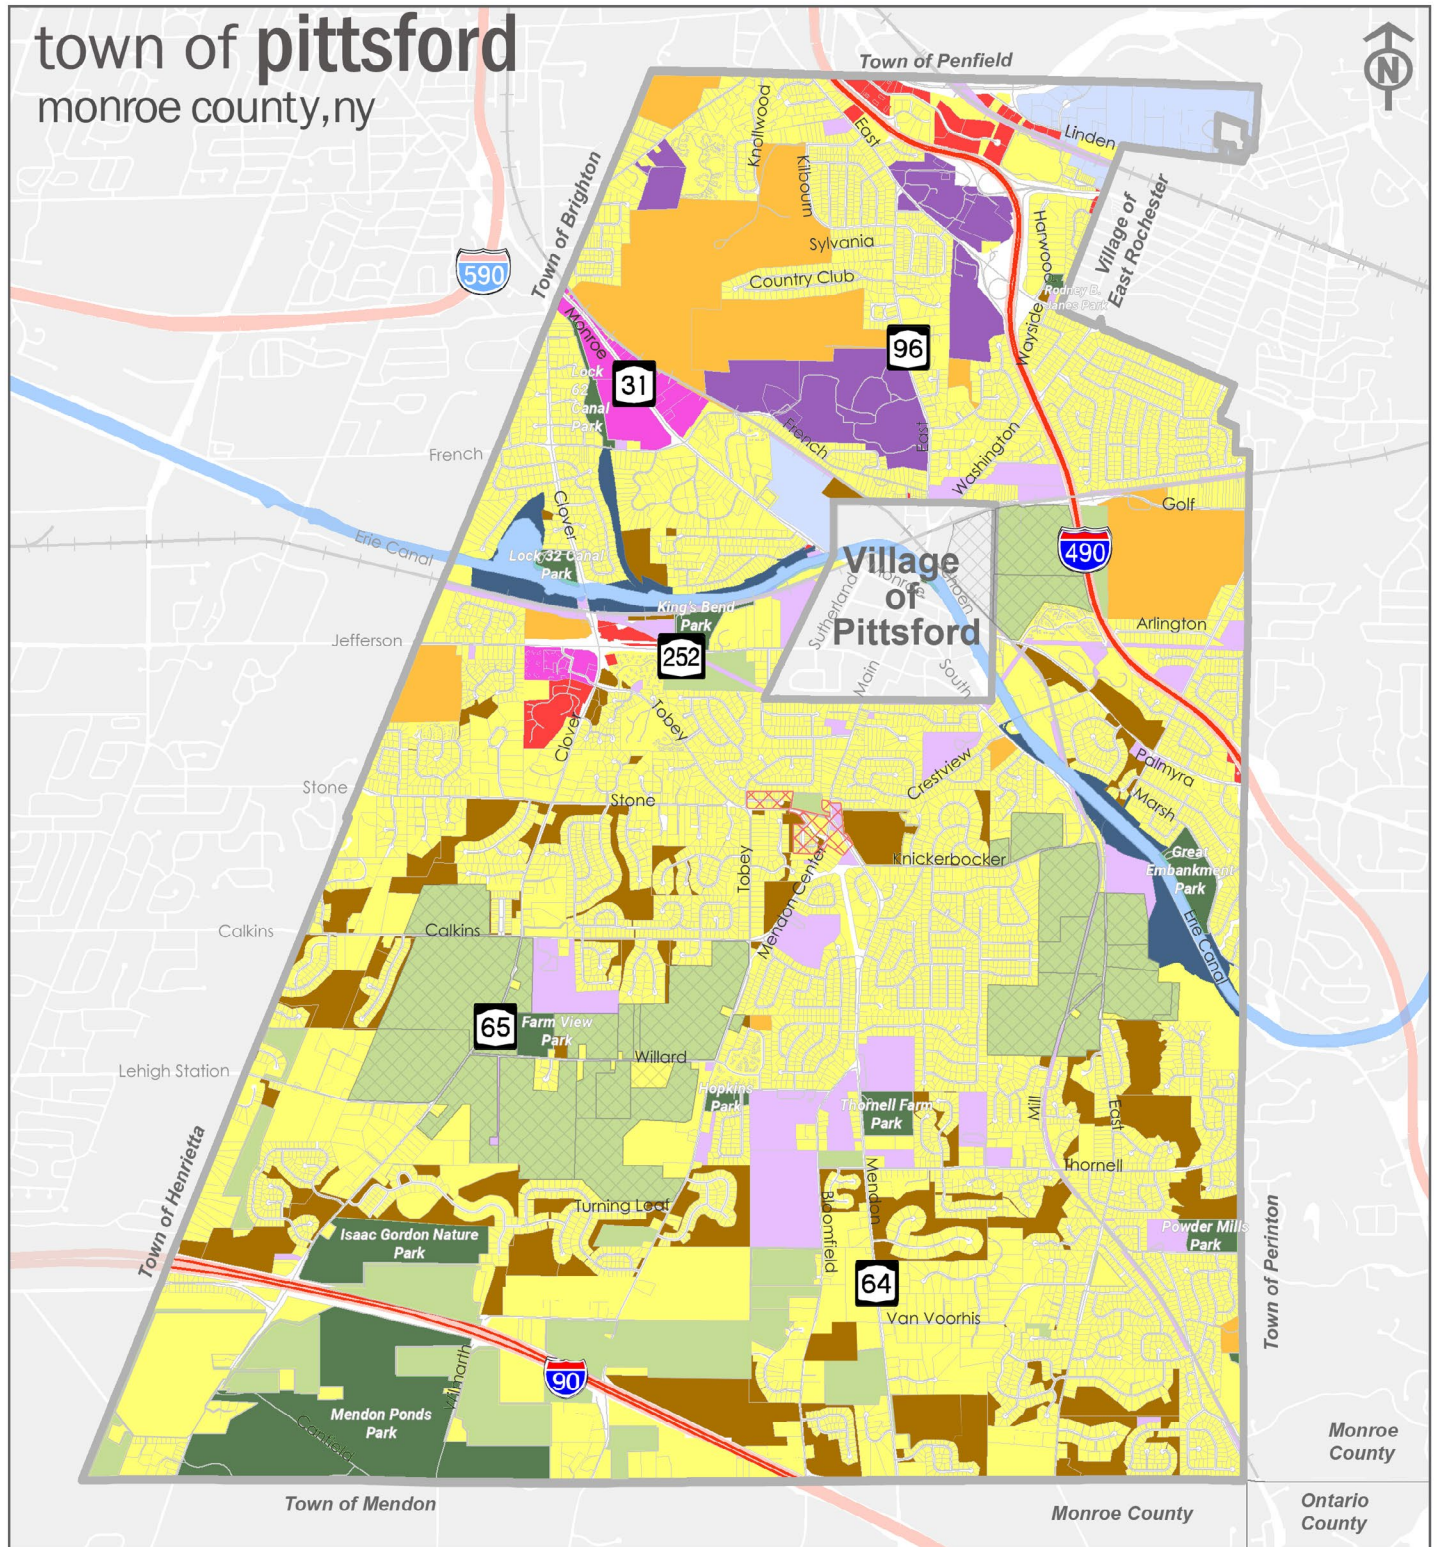 town of pittsford
monroe county,ny
N
Town of Penfield
Linden
Knollwood
East
Kilbourn
Town of Brighton
Village of
East Rochester
Harwood
Sylvania
Country Club
590
Rodney B.
Janes Park
Monroe
Wayside
96
31
Lock
62
Canal
Park
French
East
Washington
French
Clover
Golf
Erie Canal
490
Lock 32 Canal
Park
Village
of
Pittsford
Sutherland
Monroe
Schoen
King's Bend
Park
Arlington
Jefferson
252
Main
South
Tobey
Clover
Palmyra
Crestview
Marsh
Stone
Stone
Great
Embankment
Park
Knickerbocker
Tobey
Mendon Center
Calkins
Calkins
Erie Canal
65
Farm View
Park
Willard
Lehigh Station
Hopkins
Park
Thornell Farm
Park
Mill
East
Town of Henrietta
Thornell
Mendon
Bloomfield
Turning Leaf
Isaac Gordon Nature
Park
Powder Mills
Park
Town of Perinton
64
Van Voorhis
90
Wilmarth
Mendon Ponds
Park
Canfield
Monroe
County
Town of Mendon
Monroe County
Ontario
County